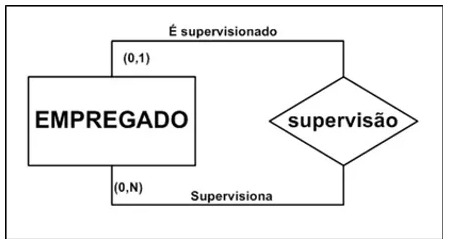 É supervisionado
(0,1)
EMPREGADO
supervisão
(0,N)
Supervisiona